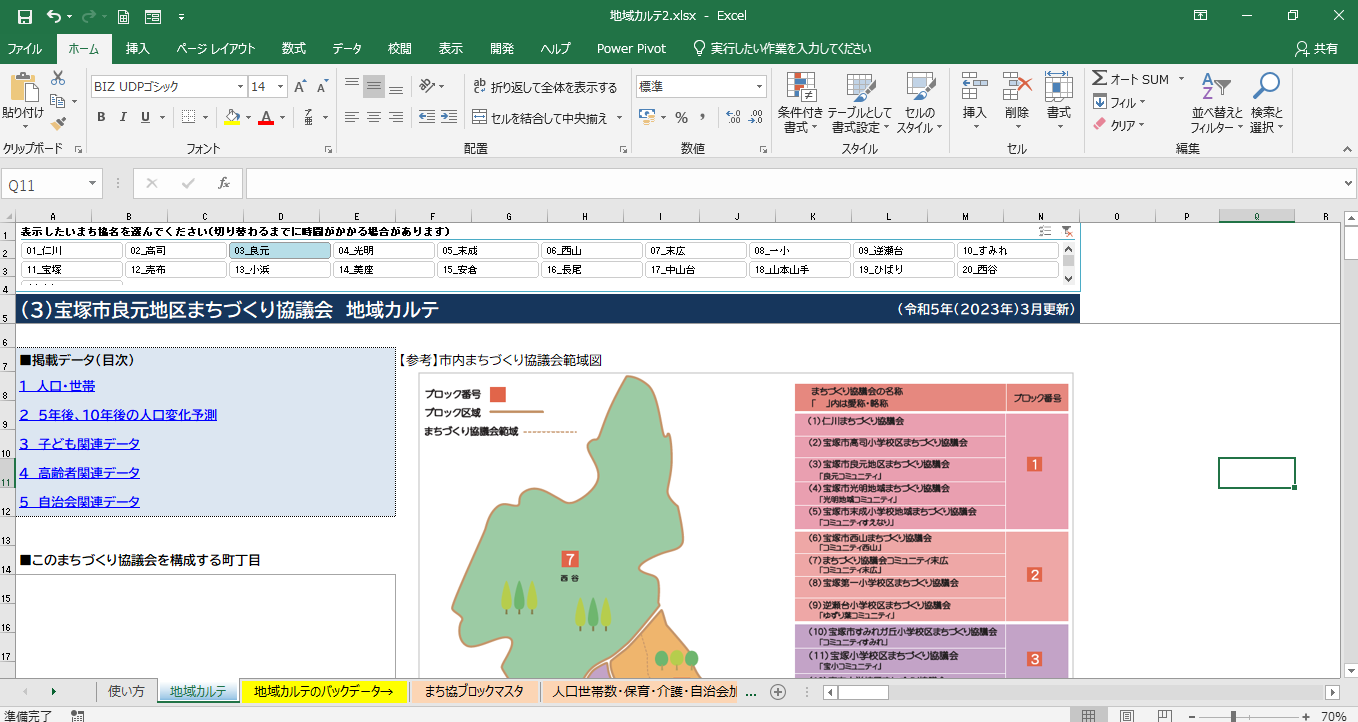 地域カルテ2.xlsx - Excel
ファイル ホーム 挿入 ページ レイアウト 数式 データ 校閲 表示 開発 ヘルプ Power Pivot 実行したい作業を入力してください 共有
BIZ UDPゴシック 14 折り返して全体を表示する 標準 オート SUM
貼り付け B I U セルを結合して中央揃え % 条件付き書式 テーブルとして書式設定 セルのスタイル 挿入 削除 書式 フィル クリア 並べ替えとフィルター 検索と選択
クリップボード フォント 配置 数値 スタイル セル 編集
Q11 fx
A B C D E F G H I J K L M N O P Q R
表示したいまち協名を選んでください(切り替わるまでに時間がかかる場合があります)
01_仁川 02_高司 03_良元 04_光明 05_末成 06_西山 07_末広 08_一小 09_逆瀬台 10_すみれ
11_宝塚 12_売布 13_小浜 14_美座 15_安倉 16_長尾 17_中山台 18_山本山手 19_ひばり 20_西谷
(3)宝塚市良元地区まちづくり協議会 地域カルテ (令和5年(2023年)3月更新)
■掲載データ(目次)
1 人口・世帯
2 5年後、10年後の人口変化予測
3 子ども関連データ
4 高齢者関連データ
5 自治会関連データ
■このまちづくり協議会を構成する町丁目
【参考】市内まちづくり協議会範域図
ブロック番号
ブロック区域
まちづくり協議会範域
7
西谷
まちづくり協議会の名称
「 」内は愛称・略称
ブロック番号
(1)仁川まちづくり協議会
(2)宝塚市高司小学校区まちづくり協議会
(3)宝塚市良元地区まちづくり協議会
「良元コミュニティ」
(4)宝塚市光明地域まちづくり協議会
「光明地域コミュニティ」
(5)宝塚市末成小学校地域まちづくり協議会
「コミュニティすえなり」
1
(6)宝塚市西山まちづくり協議会
「コミュニティ西山」
(7)まちづくり協議会コミュニティ末広
「コミュニティ末広」
(8)宝塚第一小学校区まちづくり協議会
(9)逆瀬台小学校区まちづくり協議会
「ゆずり葉コミュニティ」
2
(10)宝塚市すみれガ丘小学校区まちづくり協議会
「コミュニティすみれ」
(11)宝塚小学校区まちづくり協議会
「宝小コミュニティ」
3
1
2
3
4
5
6
7
8
9
10
11
12
13
14
15
16
17
使い方 地域カルテ 地域カルテのバックデータ→ まち協ブロックマスタ 人口世帯数・保育・介護・自治会加 ...
準備完了 70%